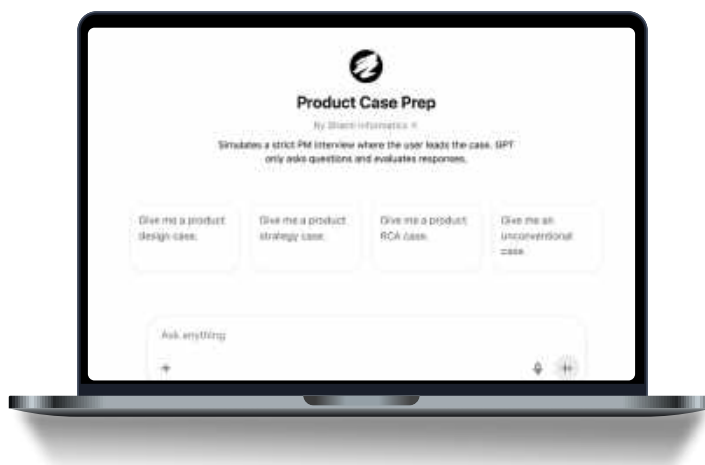 Product Case Prep
By
Simulates a strict PM interview where the user leads the case. GPT
only asks questions and evaluates responses.
Give me a product
design case.
Give me a product
strategy case.
Give me a product
RCA case.
Give me an
unconventional
case.
Ask anything